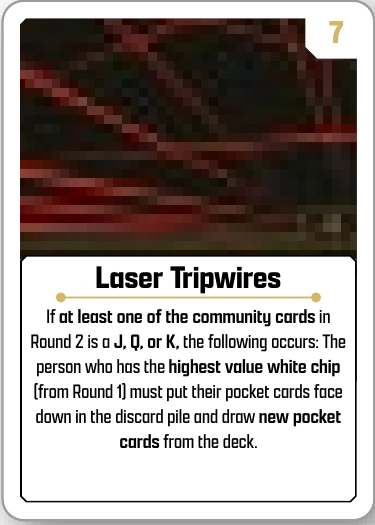 7
Laser Tripwires
If at least one of the community cards in
Round 2 is a J, Q, or K, the following occurs: The
person who has the highest value white chip
(from Round 1) must put their pocket cards face
down in the discard pile and draw new pocket
cards from the deck.